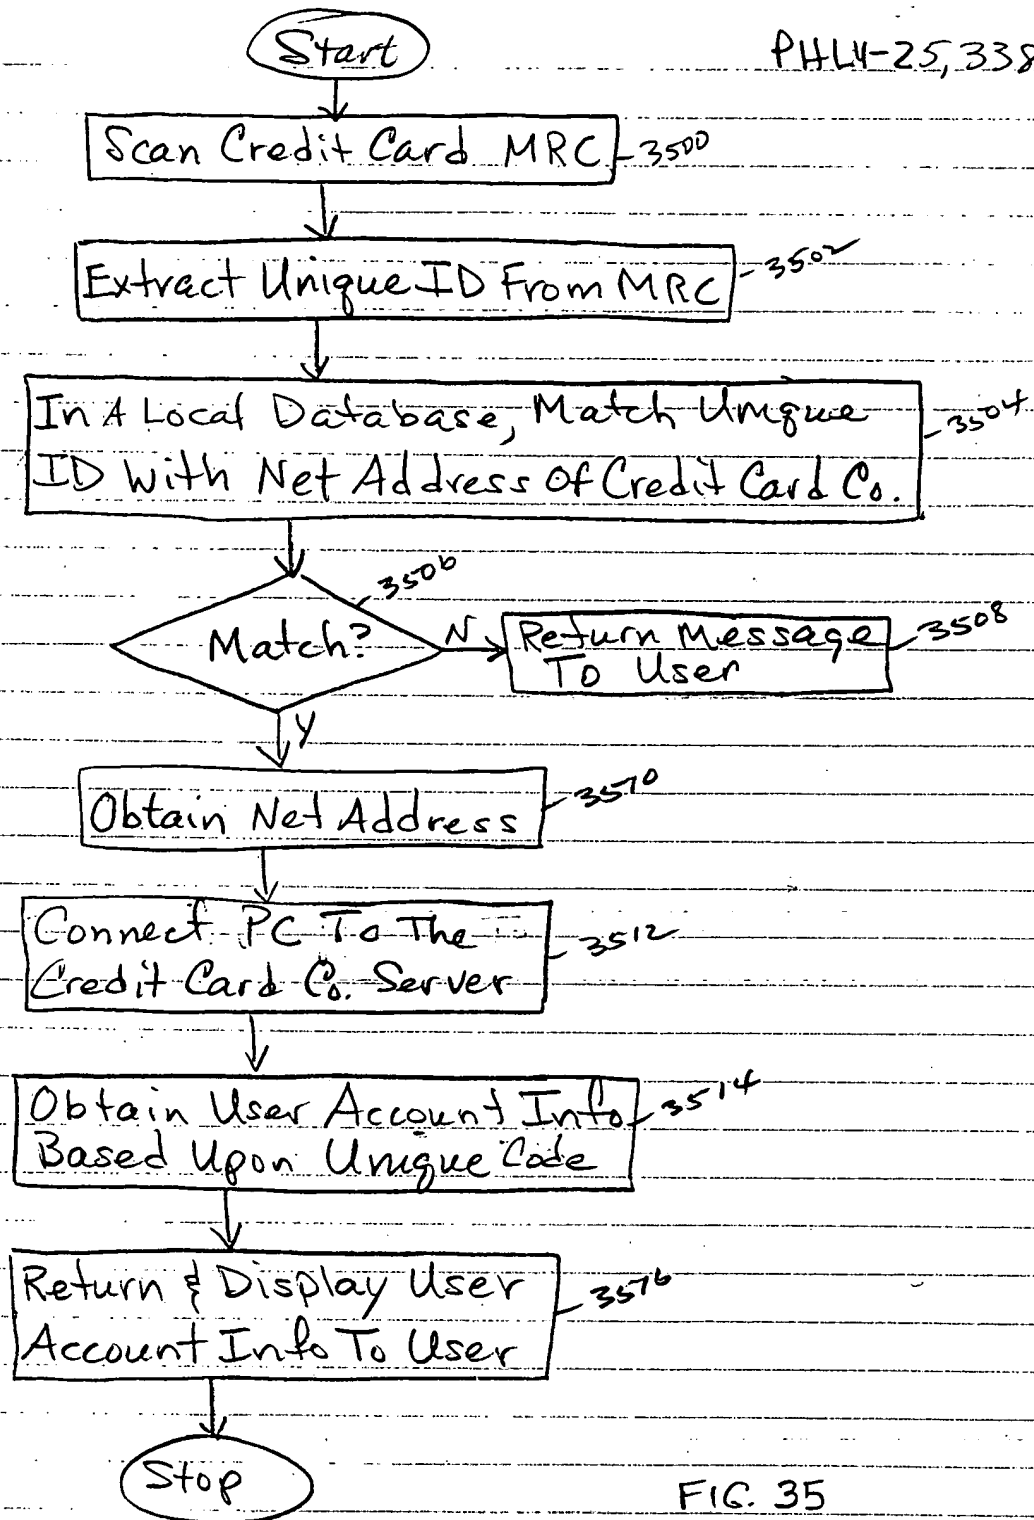 Start
PHLY-25,338
Scan Credit Card MRC
3500
Extract Unique ID From MRC
3502
In A Local Database, Match Unique
ID With Net Address Of Credit Card Co.
3504
Match?
3506
N
Return Message
To User
3508
Y
Obtain Net Address
3510
Connect PC To The
Credit Card Co. Server
3512
Obtain User Account Info
Based Upon Unique Code
3514
Return & Display User
Account Info To User
3516
Stop
FIG. 35